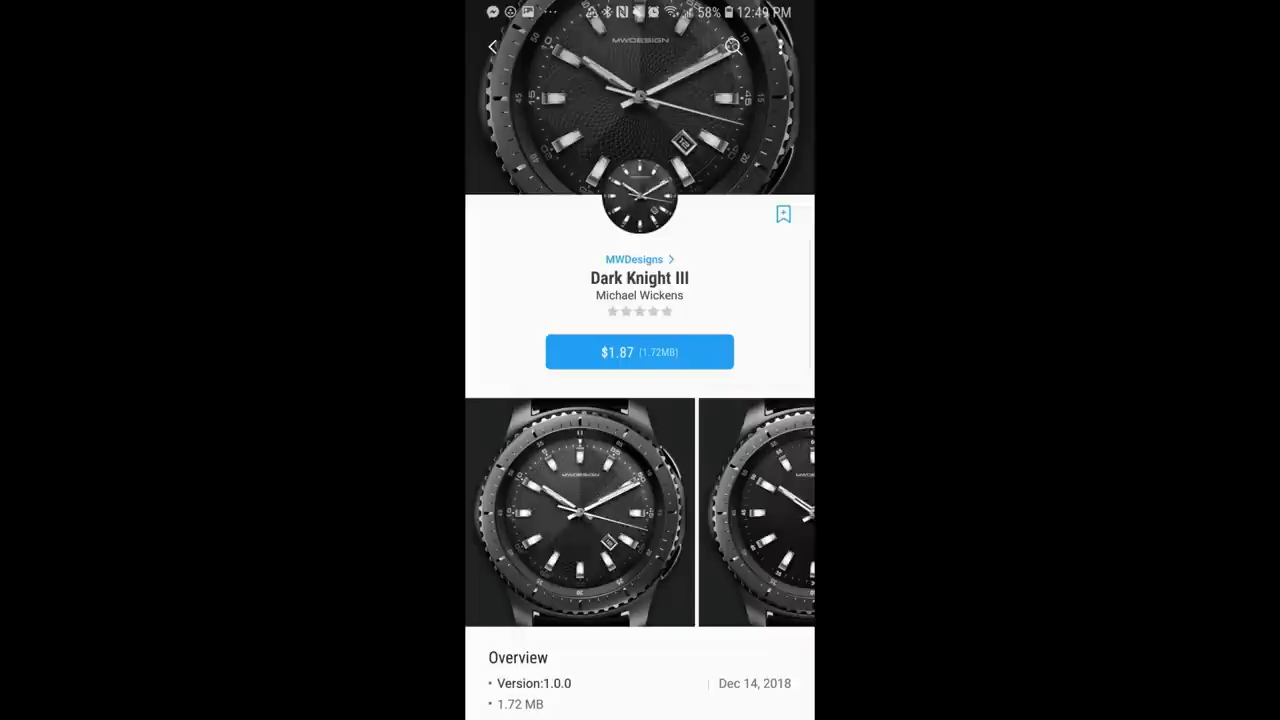 58% 12:49 PM
MWDESIGN
MWDesigns
Dark Knight III
Michael Wickens
$1.87 (1.72MB)
MWDESIGN
Overview
• Version:1.0.0
Dec 14, 2018
• 1.72 MB